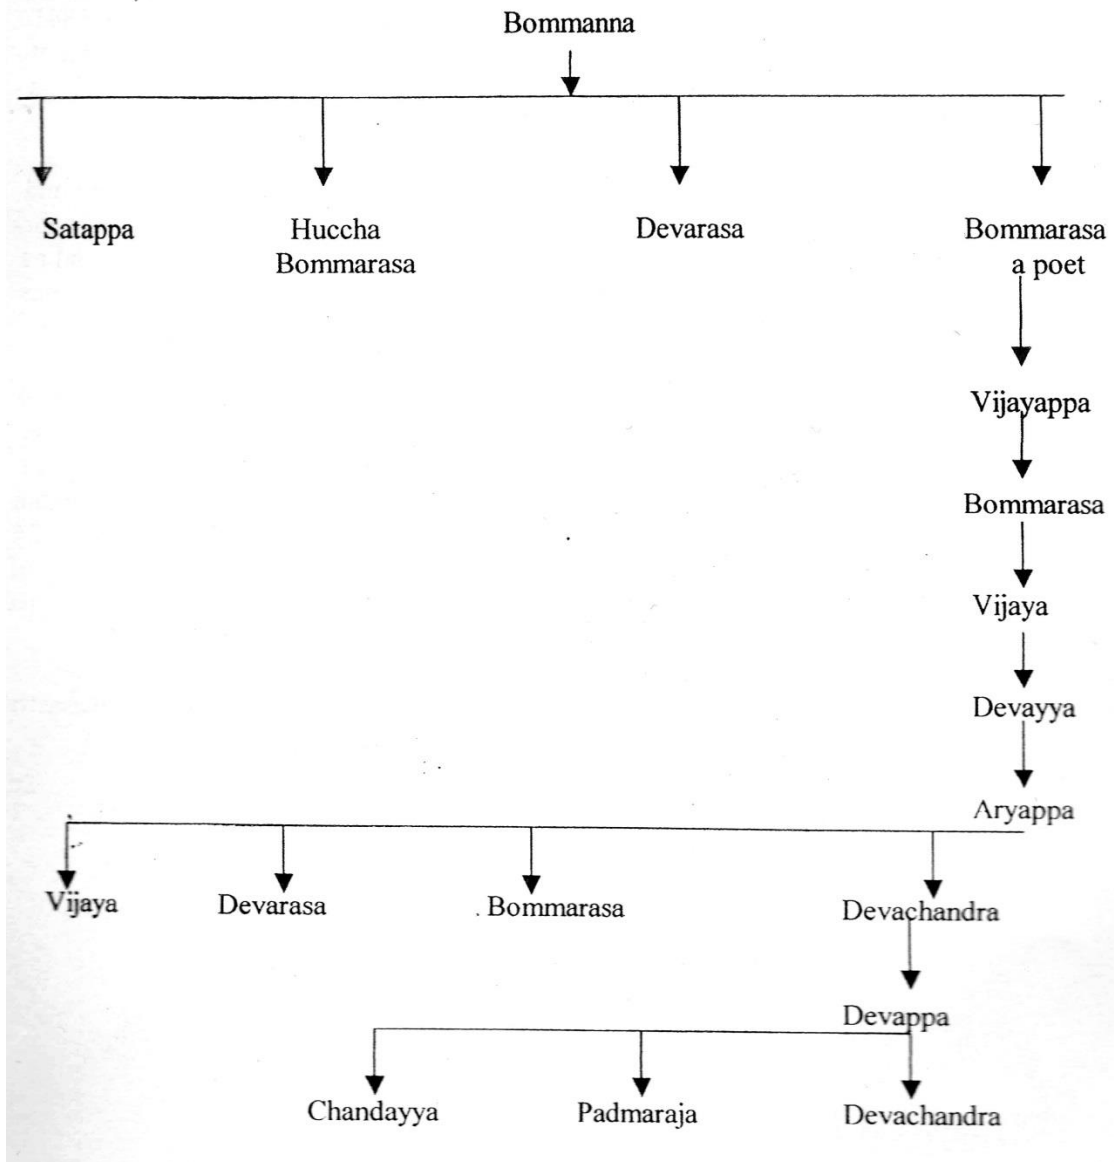 Bommanna
Satappa Huccha Devarasa Bommarasa
Bommarasa a poet
Vijayappa
Bommarasa
Vijaya
Devayya
Aryappa
Vijaya Devarasa Bommarasa Devachandra
Devappa
Chandayya Padmaraja Devachandra